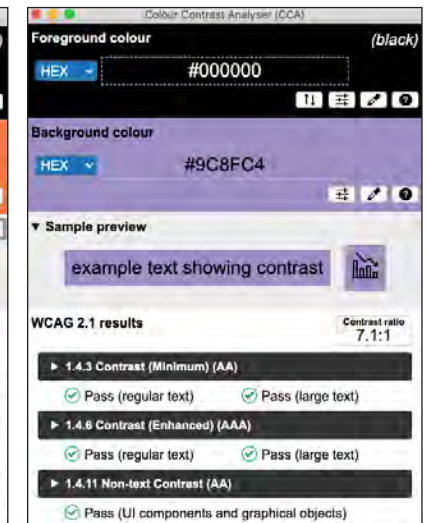 Colour Contrast Analyser (CCA)
Foreground colour (black)
HEX #000000
Background colour
HEX #9C8FC4
▼ Sample preview
example text showing contrast
WCAG 2.1 results Contrast ratio
7.1:1
▶ 1.4.3 Contrast (Minimum) (AA)
Pass (regular text) Pass (large text)
▶ 1.4.6 Contrast (Enhanced) (AAA)
Pass (regular text) Pass (large text)
▶ 1.4.11 Non-text Contrast (AA)
Pass (UI components and graphical objects)